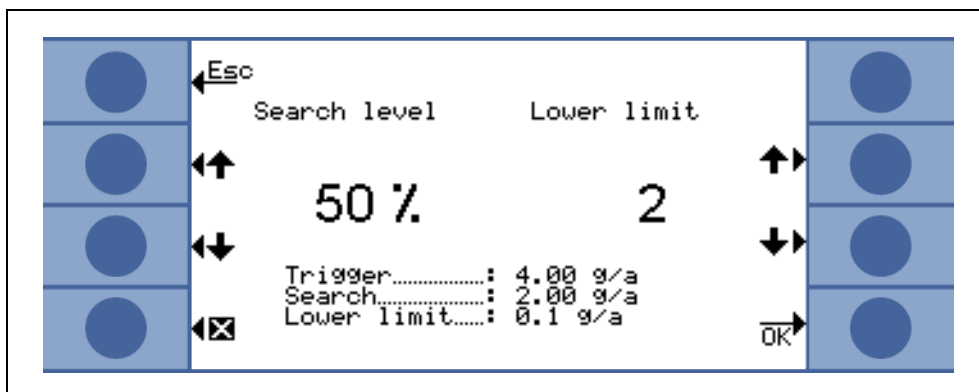 Esc
Search level Lower limit
50 % 2
Trigger……………: 4.00 g/a
Search………………: 2.00 g/a
Lower limit……: 0.1 g/a
OK